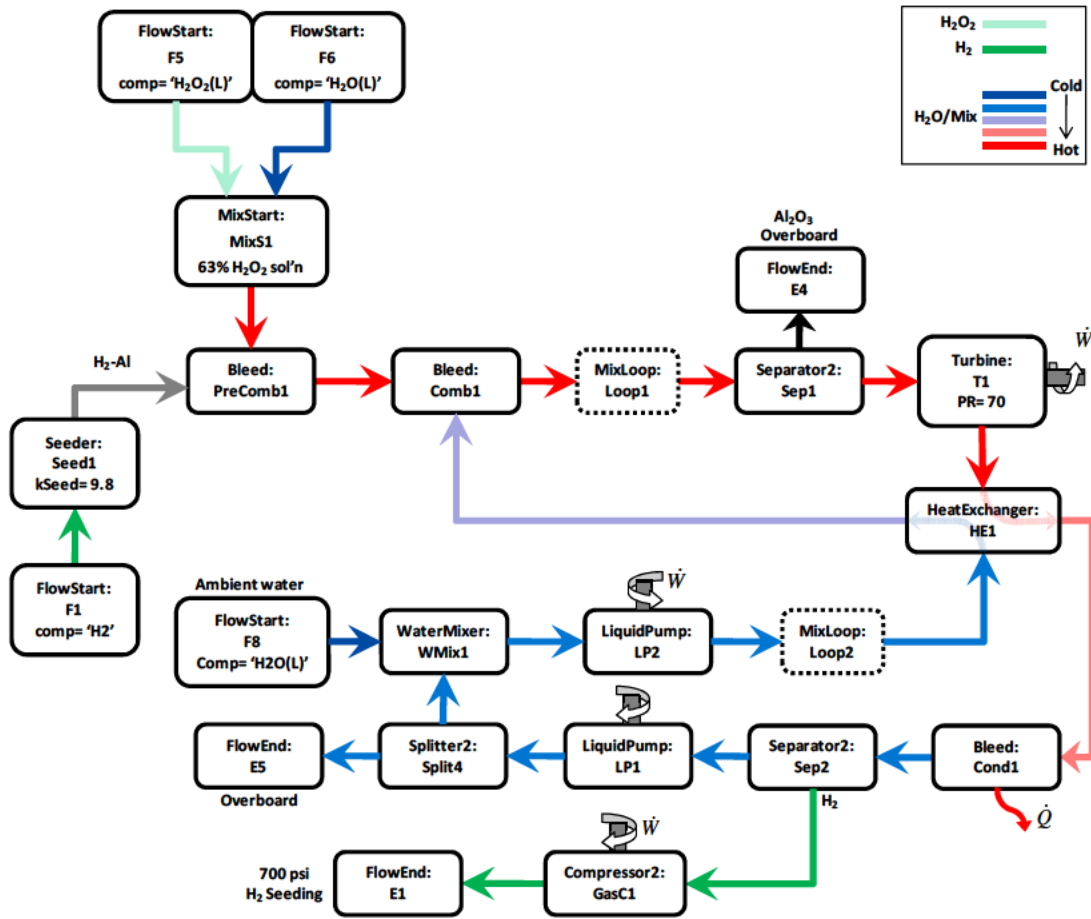 FlowStart:
F5
comp= ‘H₂O₂(L)’
FlowStart:
F6
comp= ‘H₂O(L)’
H₂O₂
H₂
H₂O/Mix
Cold
Hot
MixStart:
MixS1
63% H₂O₂ sol’n
Al₂O₃
Overboard
FlowEnd:
E4
H₂-Al
Bleed:
PreComb1
Bleed:
Comb1
MixLoop:
Loop1
Separator2:
Sep1
Turbine:
T1
PR= 70
Ẇ
Seeder:
Seed1
kSeed= 9.8
HeatExchanger:
HE1
FlowStart:
F1
comp= ‘H2’
Ambient water
FlowStart:
F8
Comp= ‘H2O(L)’
WaterMixer:
WMix1
Ẇ
LiquidPump:
LP2
MixLoop:
Loop2
FlowEnd:
E5
Overboard
Splitter2:
Split4
LiquidPump:
LP1
Separator2:
Sep2
H₂
Bleed:
Cond1
Q̇
Ẇ
700 psi
H₂ Seeding
FlowEnd:
E1
Compressor2:
GasC1